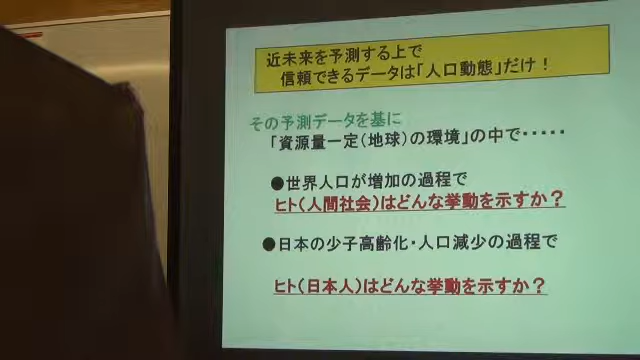 近未来を予測する上で
信頼できるデータは｢人口動態｣だけ！
その予測データを基に
｢資源量一定(地球)の環境｣の中で・・・・・
●世界人口が増加の過程で
ヒト(人間社会)はどんな挙動を示すか？
●日本の少子高齢化・人口減少の過程で
ヒト(日本人)はどんな挙動を示すか？